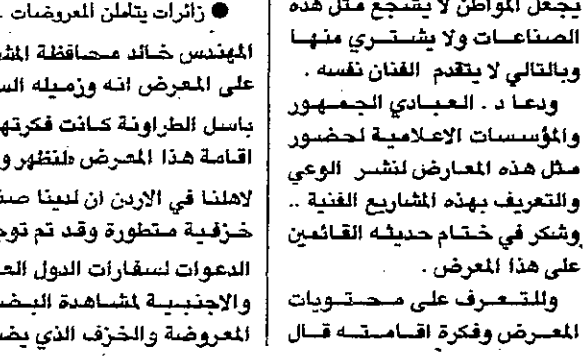 يجعل المواطن لا يشجع مثل هذه
الصناعات ولا يشتري منها
وبالتالي لا يتقدم الفنان نفسه .
ودعا د . العبادي الجمهور
والمؤسسات الاعلامية لحضور
مثل هذه المعارض لنشر الوعي
والتعريف بهذه المشاريع الفنية ..
وشكر في ختام حديثه القائمين
على هذا المعرض .
وللتعرف على محتويات
المعرض وفكرة اقامته قال
● زائرات يتاملن المعروضات .
المهندس خالد محافظة
على المعرض انه وزميله
باسل الطراونة كانت فكرتهـ
اقامة هذا المعرض لنظهر و
لاهلنا في الاردن ان لدينا
خزفية متطورة وقد تم
الدعوات لسفارات الدول
والاجنبية لمشاهدة
المعروضة والخزف الذي